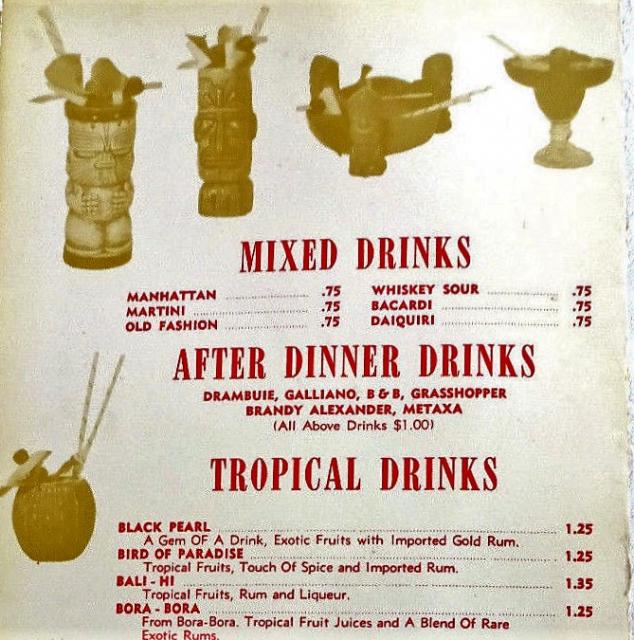 MIXED DRINKS
MANHATTAN .75 WHISKEY SOUR .75
MARTINI .75 BACARDI .75
OLD FASHION .75 DAIQUIRI .75
AFTER DINNER DRINKS
DRAMBUIE, GALLIANO, B & B, GRASSHOPPER
BRANDY ALEXANDER, METAXA
(All Above Drinks $1.00)
TROPICAL DRINKS
BLACK PEARL 1.25
A Gem Of A Drink, Exotic Fruits with Imported Gold Rum.
BIRD OF PARADISE 1.25
Tropical Fruits, Touch Of Spice and Imported Rum.
BALI - HI 1.35
Tropical Fruits, Rum and Liqueur.
BORA - BORA 1.25
From Bora-Bora. Tropical Fruit Juices and A Blend Of Rare
Exotic Rums.